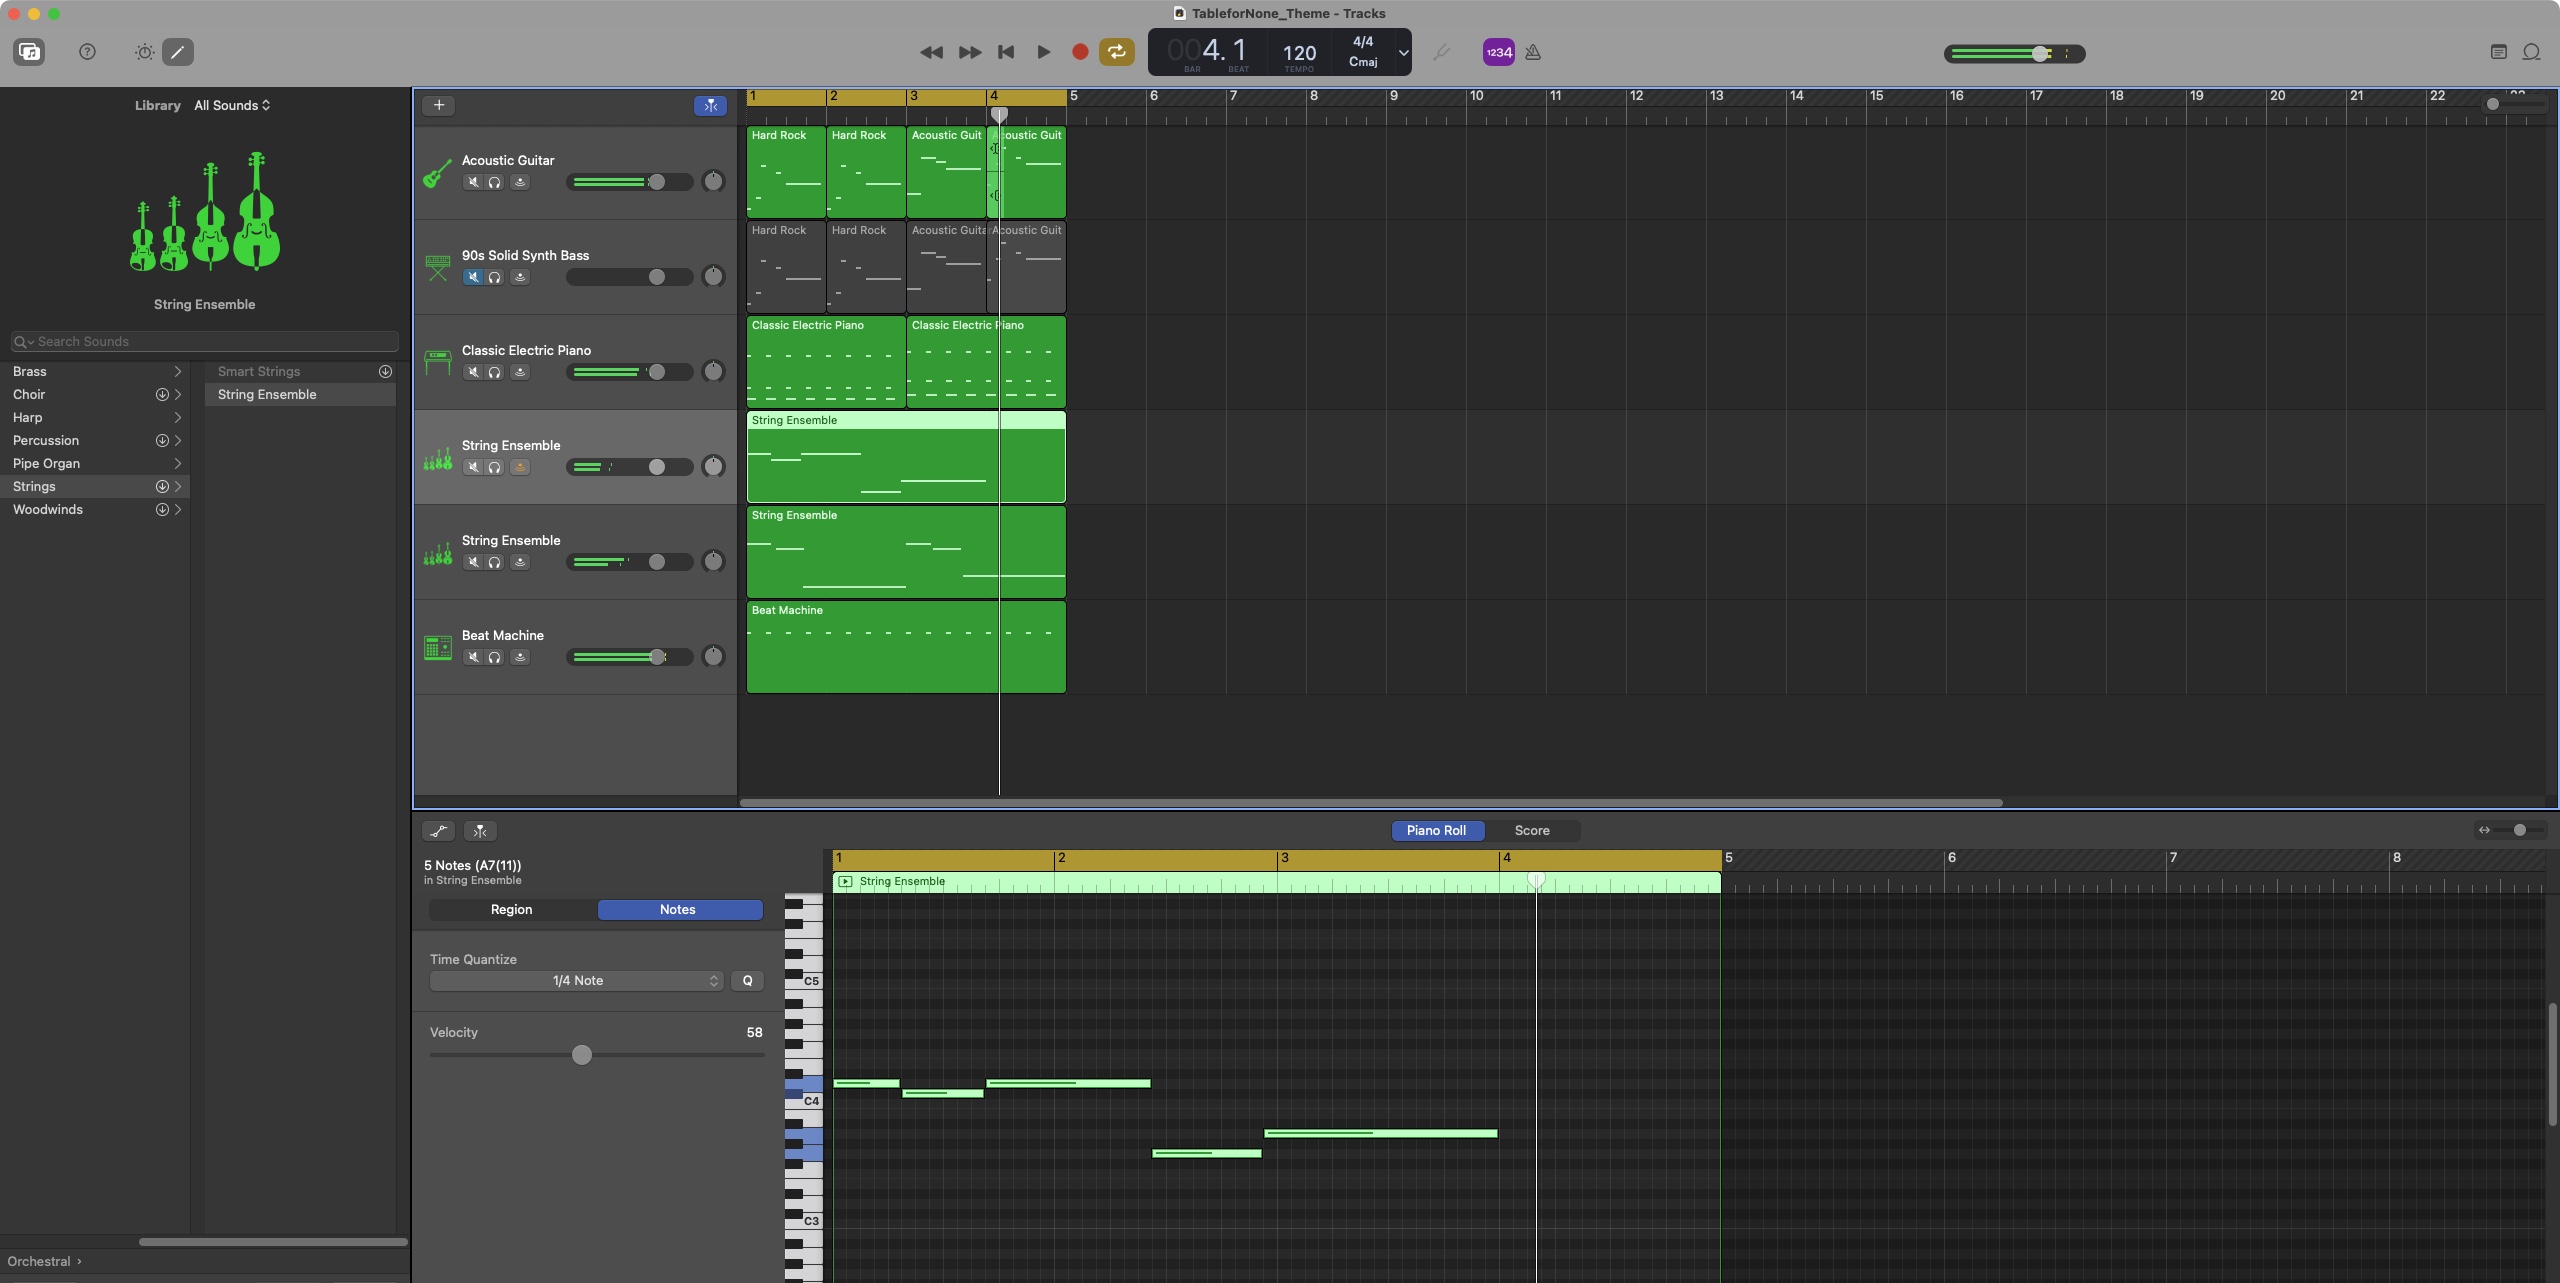 TableforNone_Theme - Tracks
004. 1
BAR
BEAT
120
TEMPO
4/4
Cmaj
1234
Library
All Sounds
String Ensemble
Search Sounds
Brass
Choir
Harp
Percussion
Pipe Organ
Strings
Woodwinds
Smart Strings
String Ensemble
Orchestral ›
1 2 3 4 5 6 7 8 9 10 11 12 13 14 15 16 17 18 19 20 21 22
Acoustic Guitar
Hard Rock
Hard Rock
Acoustic Guit
Acoustic Guit
90s Solid Synth Bass
Hard Rock
Hard Rock
Acoustic Guita
Acoustic Guit
Classic Electric Piano
Classic Electric Piano
Classic Electric Piano
String Ensemble
String Ensemble
String Ensemble
String Ensemble
Beat Machine
Beat Machine
Piano Roll
Score
5 Notes (A7(11))
in String Ensemble
Region
Notes
Time Quantize
1/4 Note
Q
Velocity
58
1 2 3 4 5 6 7 8
String Ensemble
C5
C4
C3